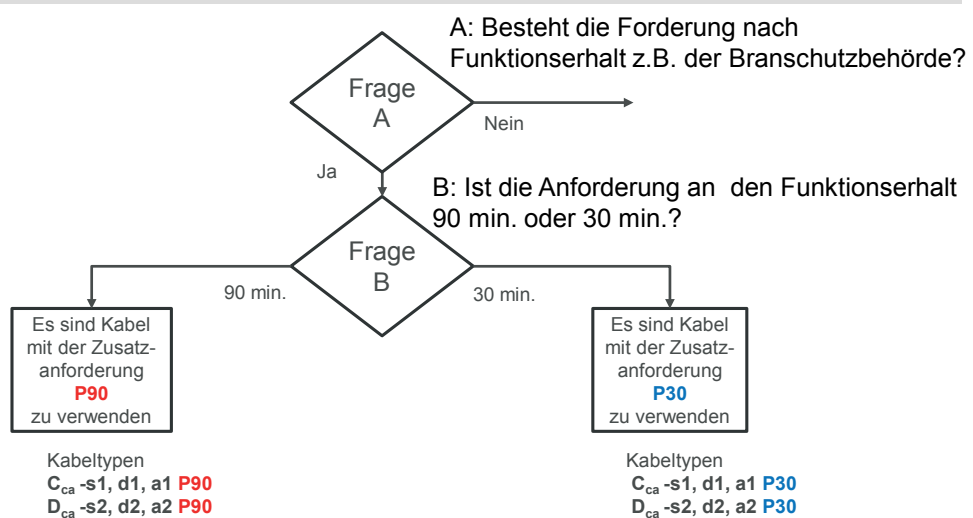 A: Besteht die Forderung nach
Funktionserhalt z.B. der Branschutzbehörde?
Frage
A
Nein
Ja
B: Ist die Anforderung an  den Funktionserhalt
90 min. oder 30 min.?
Frage
B
90 min.
30 min.
Es sind Kabel
mit der Zusatz-
anforderung
P90
zu verwenden
Kabeltypen
Cca -s1, d1, a1 P90
Dca -s2, d2, a2 P90
Es sind Kabel
mit der Zusatz-
anforderung
P30
zu verwenden
Kabeltypen
Cca -s1, d1, a1 P30
Dca -s2, d2, a2 P30